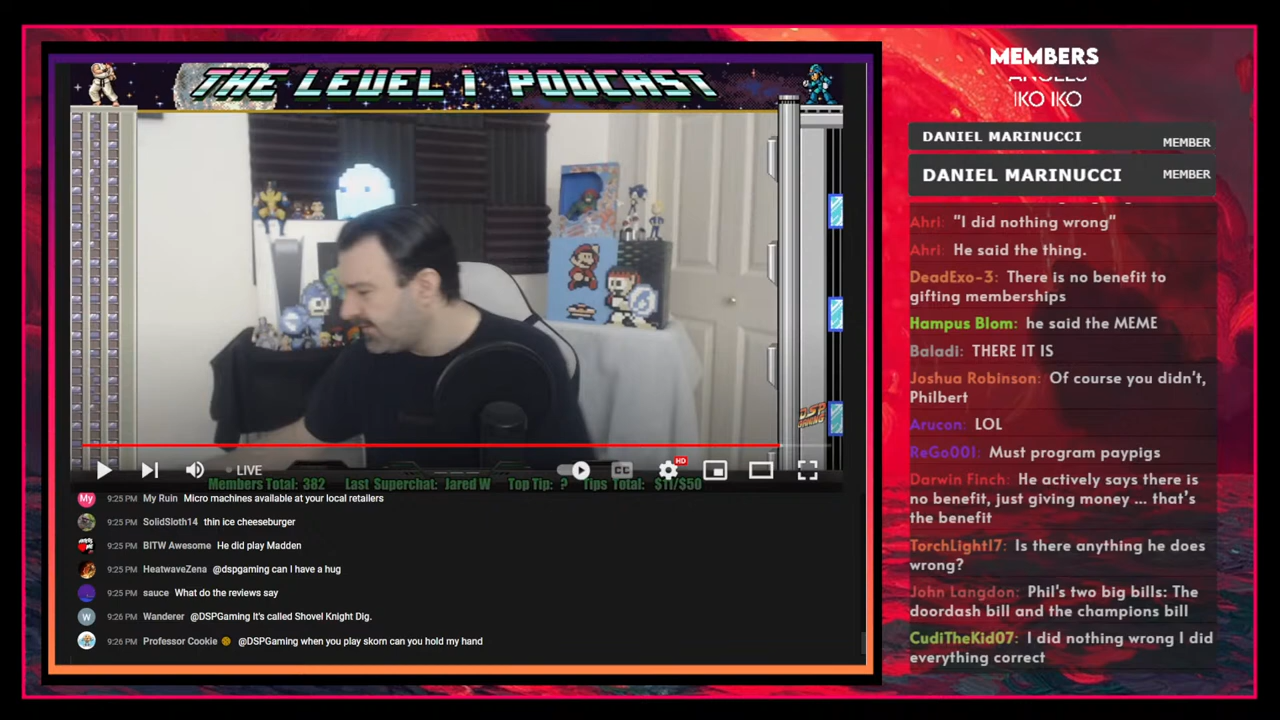 THE LEVEL 1 PODCAST
DSP
GAMING
LIVE
CC
HD
Members Total: 382 Last Superchat: Jared W Top Tip: ? Tips Total: $11/$50
My 9:25 PM My Ruin Micro machines available at your local retailers
9:25 PM SolidSloth14 thin ice cheeseburger
9:25 PM BITW Awesome He did play Madden
9:25 PM HeatwaveZena @dspgaming can I have a hug
9:25 PM sauce What do the reviews say
W 9:26 PM Wanderer @DSPGaming It's called Shovel Knight Dig.
9:26 PM Professor Cookie @DSPGaming when you play skorn can you hold my hand
MEMBERS
IKO IKO
DANIEL MARINUCCI MEMBER
DANIEL MARINUCCI MEMBER
Ahri: "I did nothing wrong"
Ahri: He said the thing.
DeadExo-3: There is no benefit to
gifting memberships
Hampus Blom: he said the MEME
Baladi: THERE IT IS
Joshua Robinson: Of course you didn't,
Philbert
Arucon: LOL
ReGo001: Must program paypigs
Darwin Finch: He actively says there is
no benefit, just giving money ... that's
the benefit
TorchLight17: Is there anything he does
wrong?
John Langdon: Phil's two big bills: The
doordash bill and the champions bill
CudiTheKid07: I did nothing wrong I did
everything correct